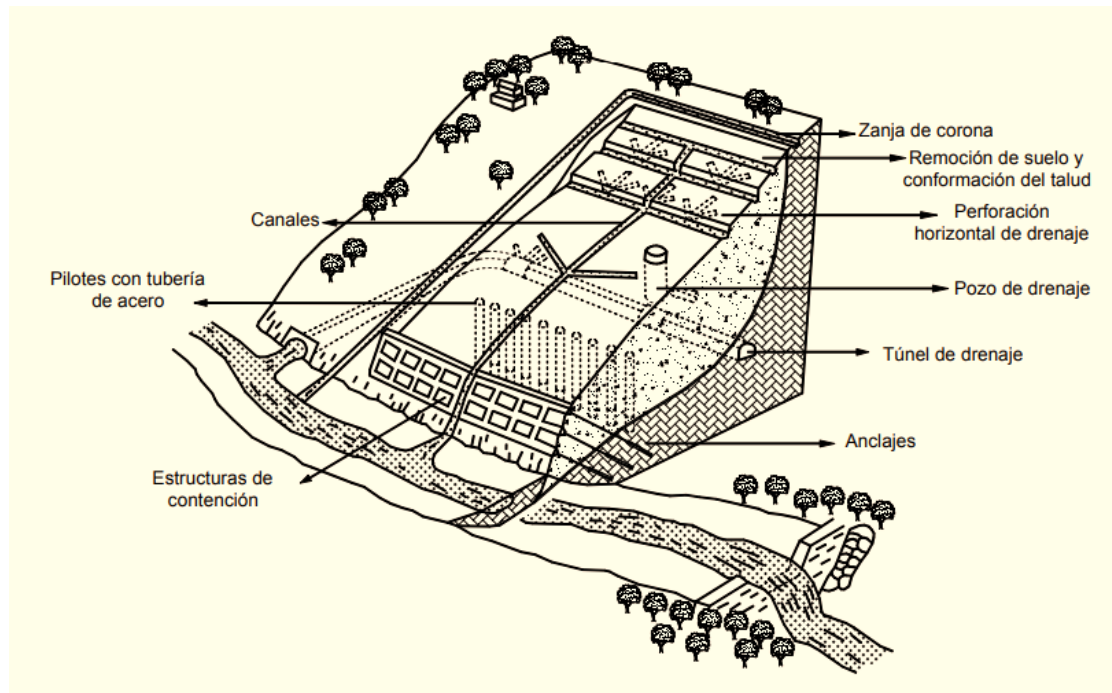 Zanja de corona
Remoción de suelo y
conformación del talud
Canales
Perforación
horizontal de drenaje
Pilotes con tubería
de acero
Pozo de drenaje
Túnel de drenaje
Anclajes
Estructuras de
contención